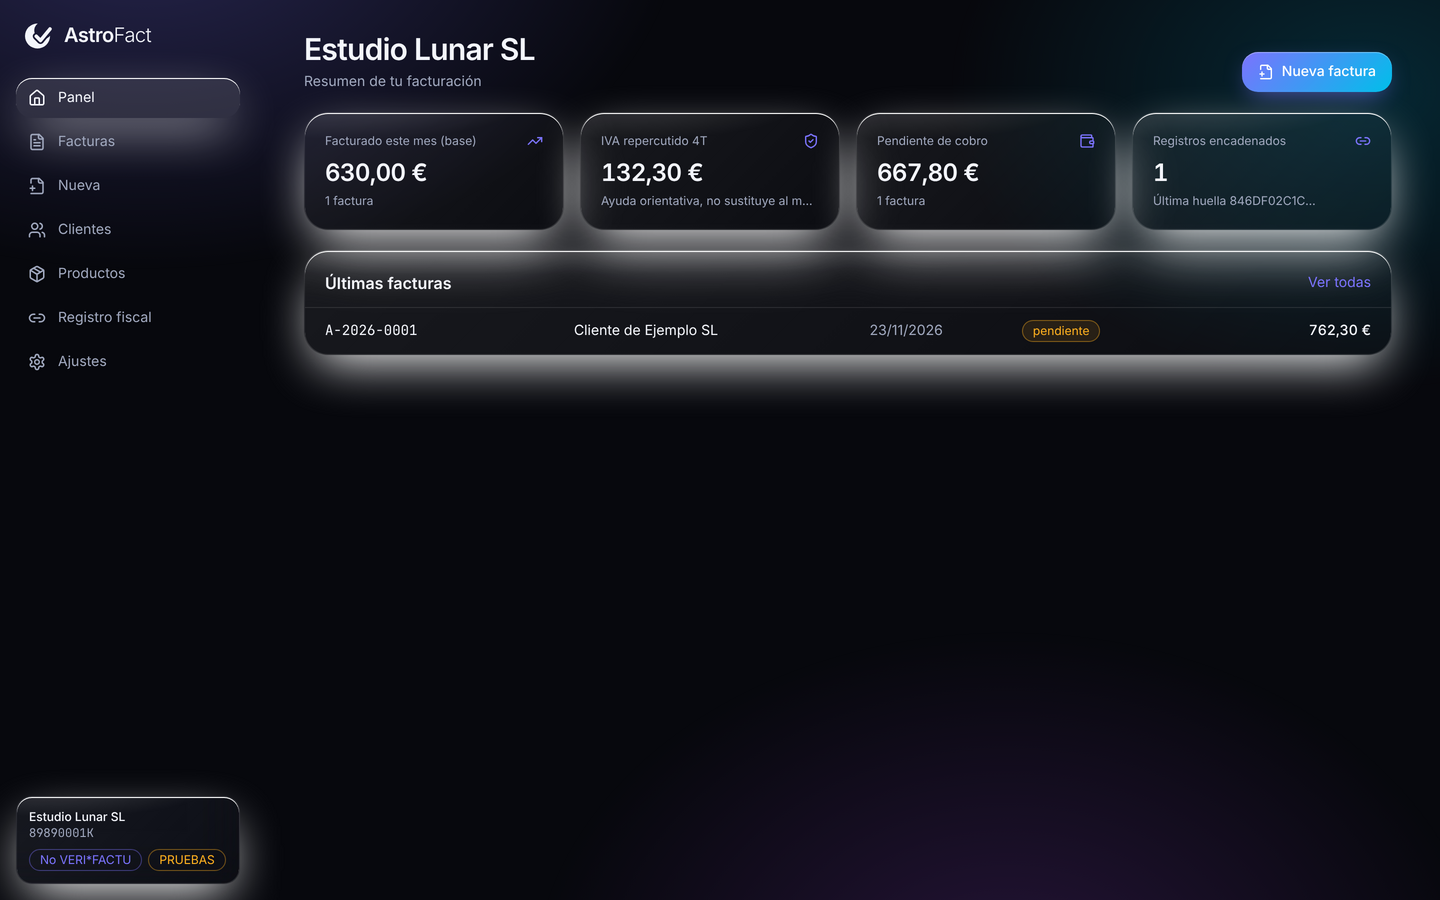 AstroFact
Panel
Facturas
Nueva
Clientes
Productos
Registro fiscal
Ajustes
Estudio Lunar SL
89890001K
No VERI*FACTU
PRUEBAS
Estudio Lunar SL
Resumen de tu facturación
Nueva factura
Facturado este mes (base)
630,00 €
1 factura
IVA repercutido 4T
132,30 €
Ayuda orientativa, no sustituye al m...
Pendiente de cobro
667,80 €
1 factura
Registros encadenados
1
Última huella 846DF02C1C...
Últimas facturas
Ver todas
A-2026-0001 Cliente de Ejemplo SL 23/11/2026 pendiente 762,30 €